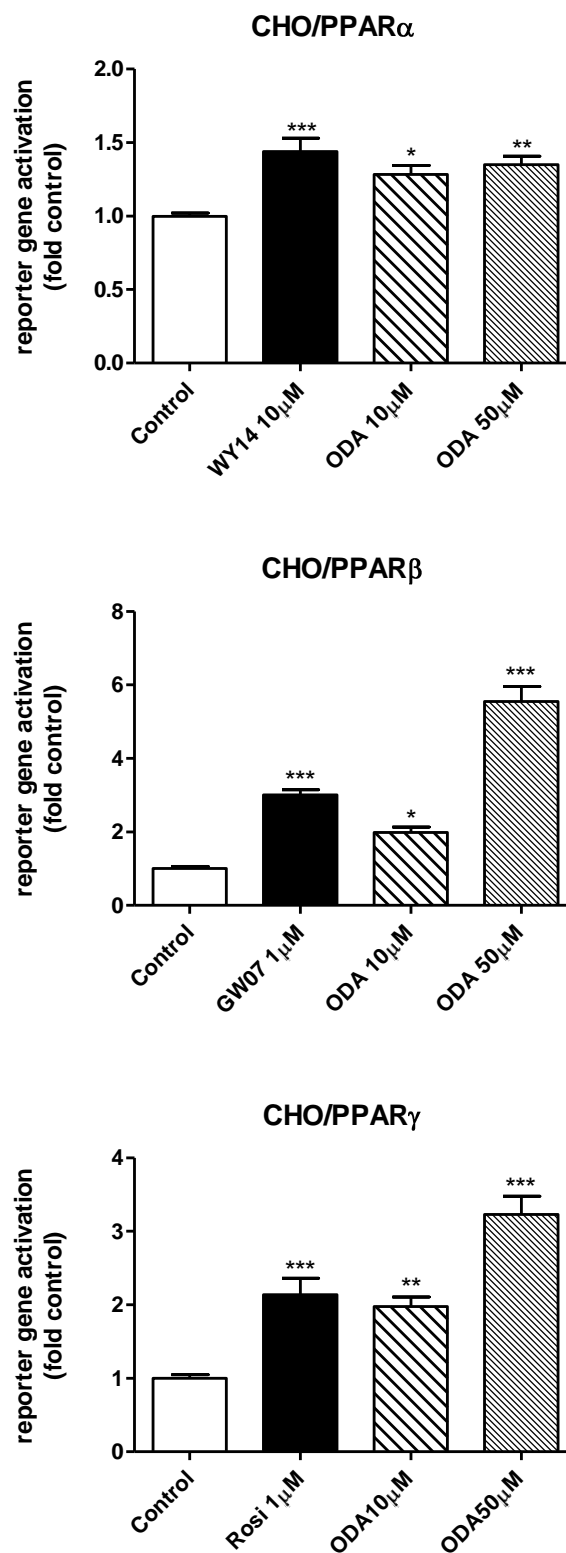 CHO/PPARα
reporter gene activation
(fold control)
2.0
1.5
1.0
0.5
0.0
***
*
**
Control
WY14 10μM
ODA 10μM
ODA 50μM
CHO/PPARβ
reporter gene activation
(fold control)
8
6
4
2
0
***
*
***
Control
GW07 1μM
ODA 10μM
ODA 50μM
CHO/PPARγ
reporter gene activation
(fold control)
4
3
2
1
0
***
**
***
Control
Rosi 1μM
ODA10μM
ODA50μM